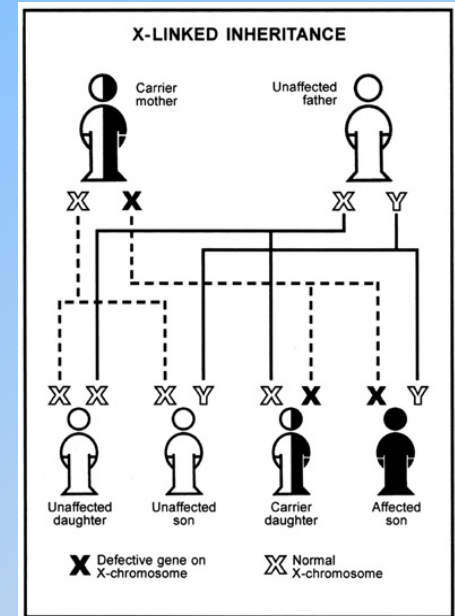 X-LINKED INHERITANCE
Carrier
mother
Unaffected
father
X X X Y
X X X Y X X X Y
Unaffected
daughter
Unaffected
son
Carrier
daughter
Affected
son
X Defective gene on
X-chromosome
X Normal
X-chromosome